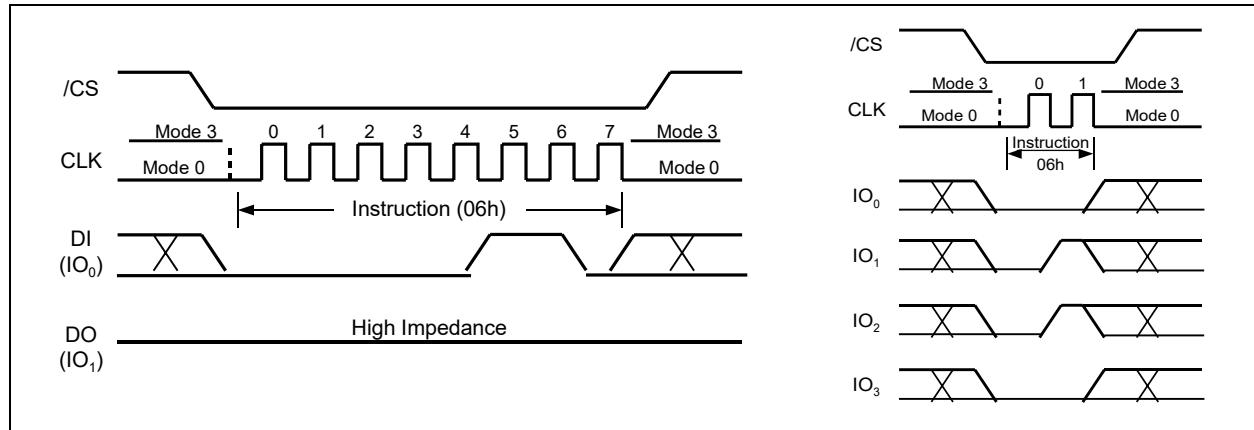 /CS
Mode 3 0 1 2 3 4 5 6 7 Mode 3
CLK
Mode 0 Mode 0
Instruction (06h)
DI
(IO₀)
High Impedance
DO
(IO₁)
/CS
Mode 3 0 1 Mode 3
CLK
Mode 0 Mode 0
Instruction
06h
IO₀
IO₁
IO₂
IO₃